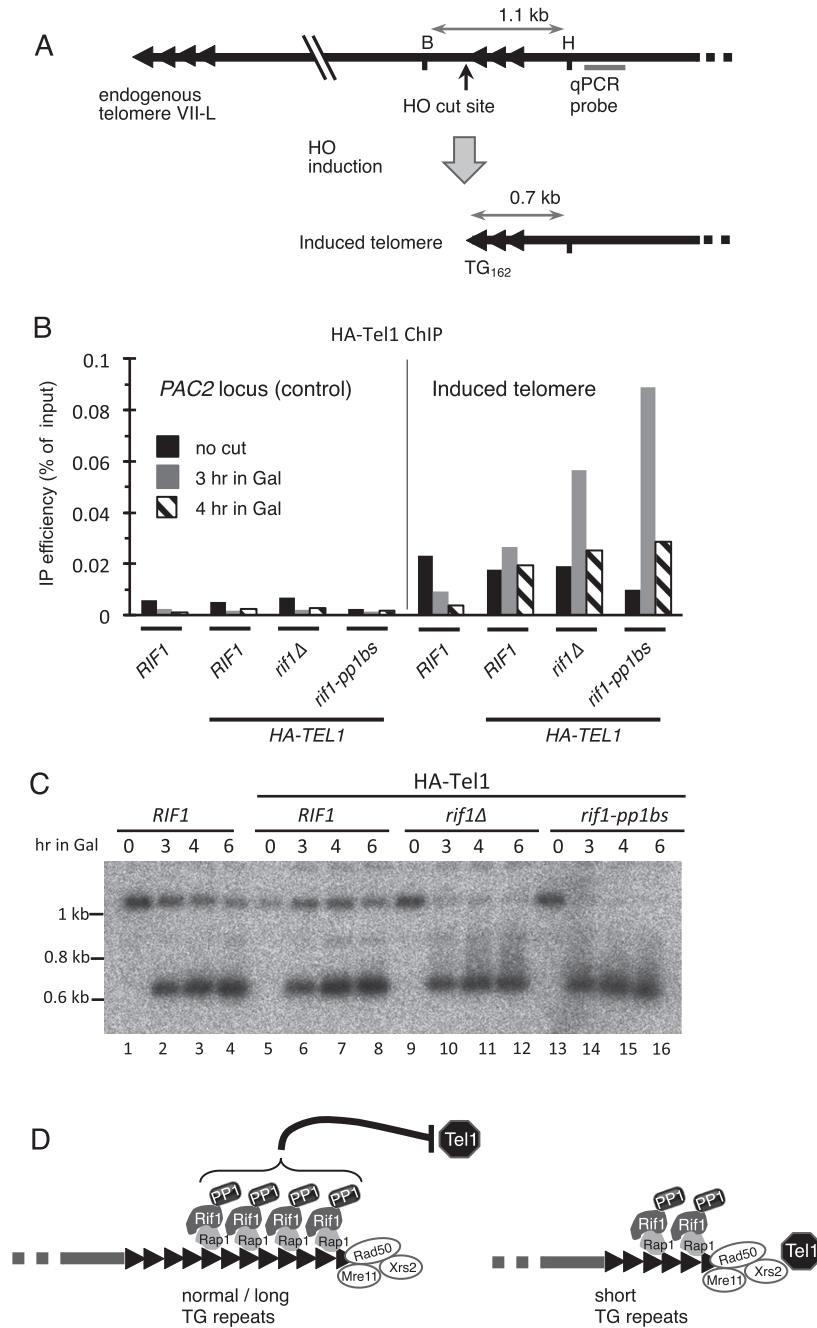 A
1.1 kb
B
H
endogenous
telomere VII-L
HO cut site
qPCR
probe
HO
induction
0.7 kb
Induced telomere
TG162
B
HA-Tel1 ChIP
IP efficiency (% of input)
0.1
0.08
0.06
0.04
0.02
0
PAC2 locus (control)
Induced telomere
no cut
3 hr in Gal
4 hr in Gal
RIF1
RIF1
rif1Δ
rif1-pp1bs
RIF1
RIF1
rif1Δ
rif1-pp1bs
HA-TEL1
HA-TEL1
C
HA-Tel1
RIF1
RIF1
rif1Δ
rif1-pp1bs
hr in Gal
0 3 4 6 0 3 4 6 0 3 4 6 0 3 4 6
1 kb
0.8 kb
0.6 kb
1 2 3 4 5 6 7 8 9 10 11 12 13 14 15 16
D
Tel1
PP1 PP1 PP1 PP1
Rif1 Rif1 Rif1 Rif1
Rap1 Rap1 Rap1 Rap1
Rad50
Mre11
Xrs2
normal / long
TG repeats
PP1 PP1
Rif1 Rif1
Rap1 Rap1
Rad50
Mre11
Xrs2
Tel1
short
TG repeats